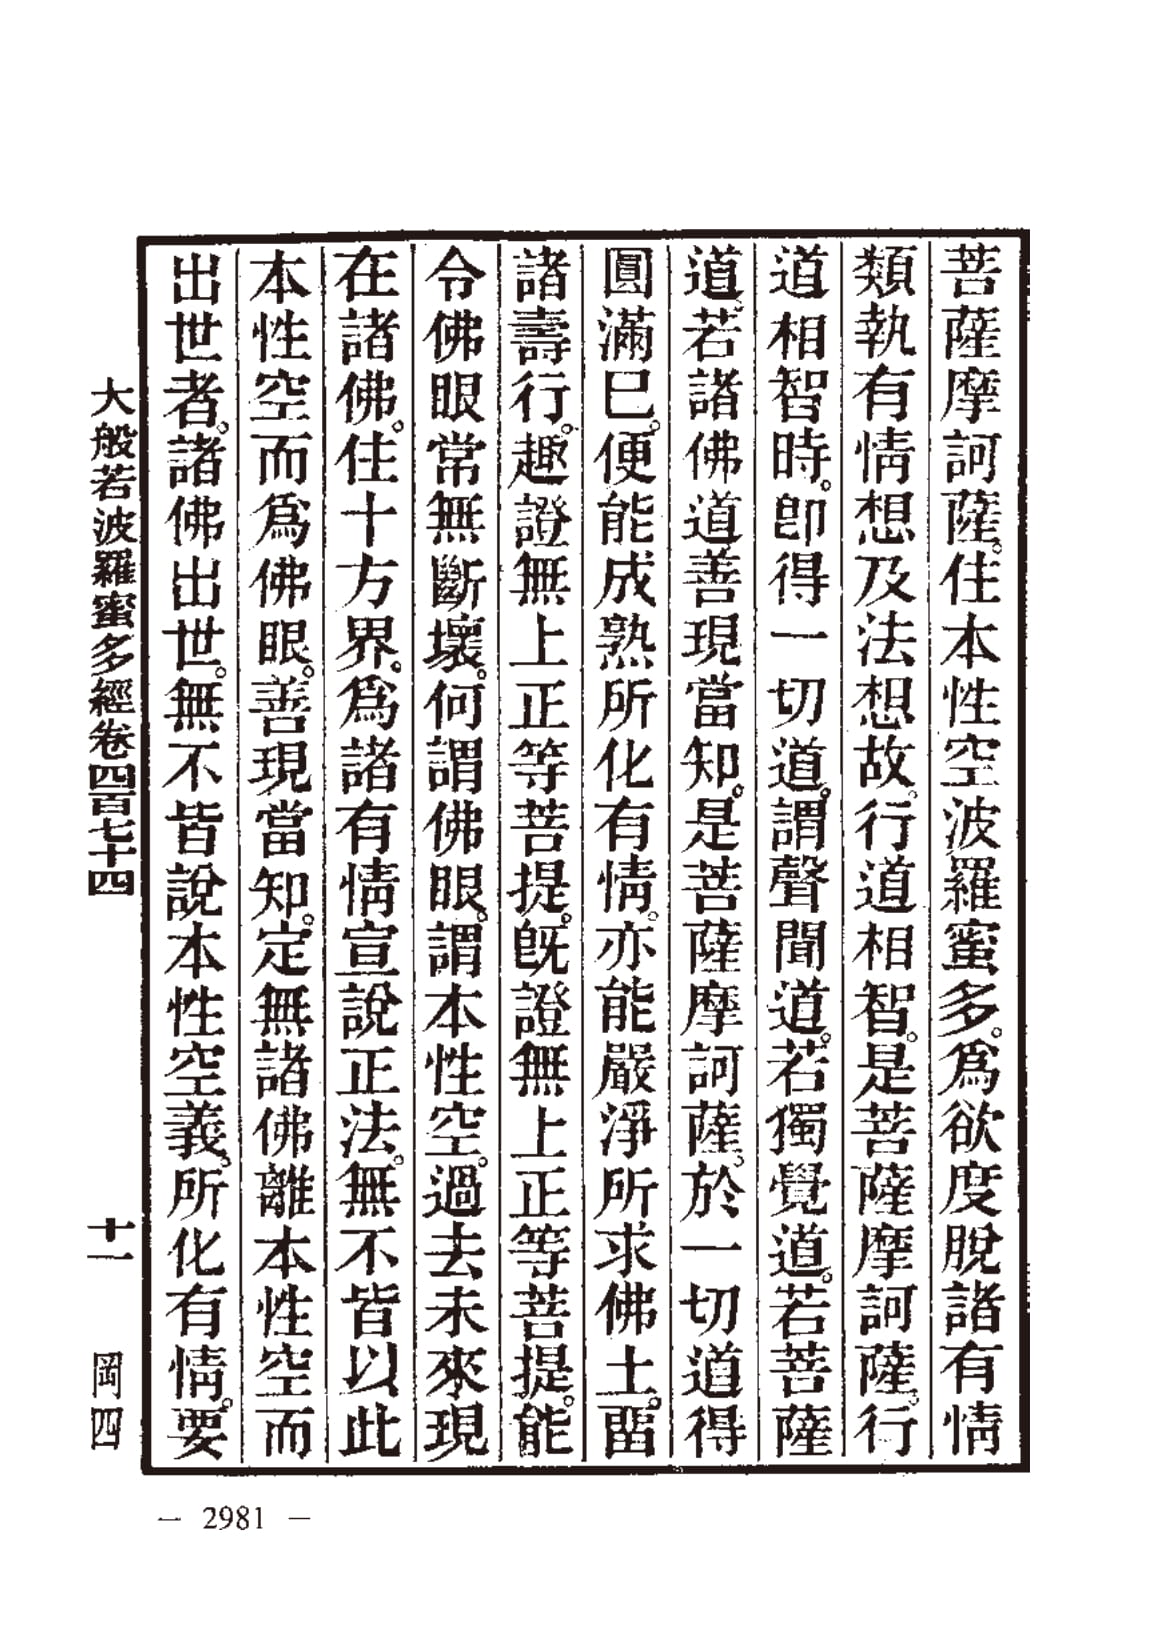 菩薩摩訶薩。住本性空波羅蜜多。爲欲度脫諸有情
類執有情想及法想故。行道相智。是菩薩摩訶薩。行
道相智時。卽得一切道。謂聲聞道。若獨覺道。若菩薩
道。若諸佛道善現當知。是菩薩摩訶薩。於一切道得
圓滿巳。便能成熟所化有情。亦能嚴淨所求佛土。畱
諸壽行。趣證無上正等菩提。旣證無上正等菩提。能
令佛眼常無斷壞。何謂佛眼。謂本性空。過去未來現
在諸佛。住十方界。爲諸有情宣說正法。無不皆以此
本性空而爲佛眼。善現當知。定無諸佛離本性空而
出世者。諸佛出世。無不皆說本性空義。所化有情。要
大般若波羅蜜多經卷四百七十四 十一 岡四
— 2981 —